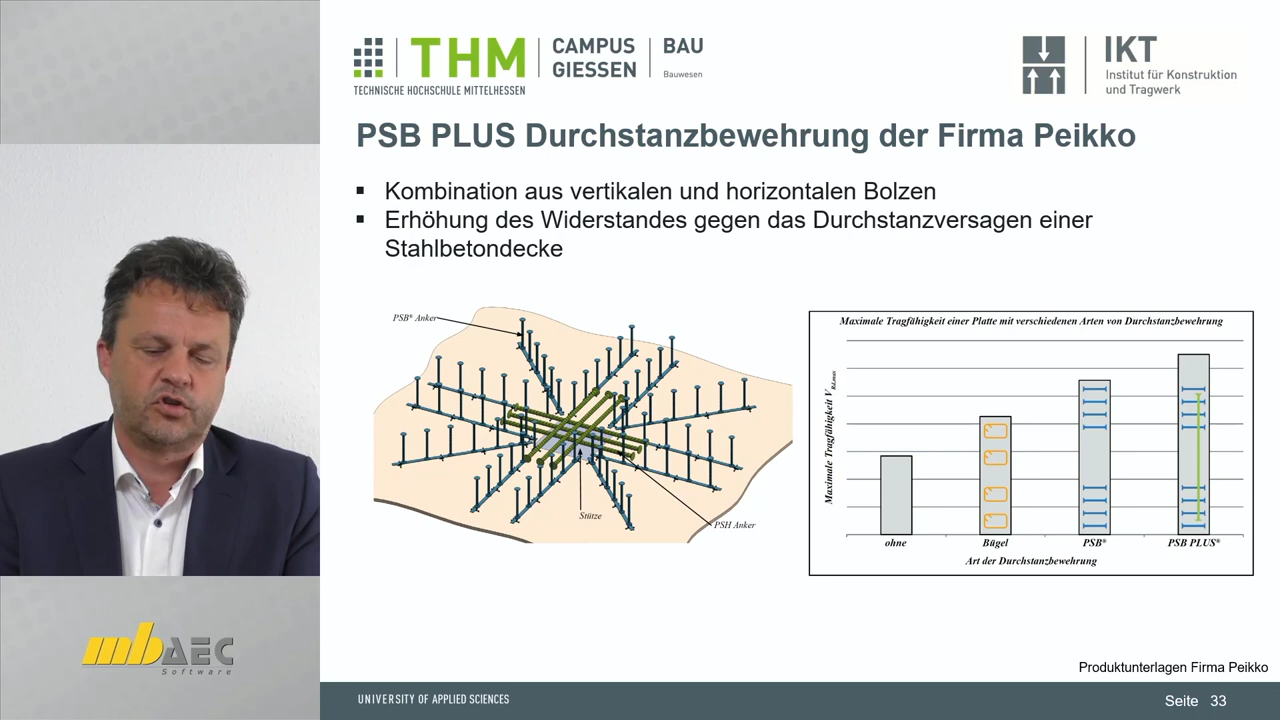 THM
CAMPUS
GIESSEN
BAU
Bauwesen
TECHNISCHE HOCHSCHULE MITTELHESSEN
IKT
Institut für Konstruktion
und Tragwerk
PSB PLUS Durchstanzbewehrung der Firma Peikko
▪ Kombination aus vertikalen und horizontalen Bolzen
▪ Erhöhung des Widerstandes gegen das Durchstanzversagen einer
Stahlbetondecke
PSB® Anker
Stütze
PSH Anker
Maximale Tragfähigkeit einer Platte mit verschiedenen Arten von Durchstanzbewehrung
Maximale Tragfähigkeit V Rd,max
ohne
Bügel
PSB®
PSB PLUS®
Art der Durchstanzbewehrung
mb AEC
Software
Produktunterlagen Firma Peikko
UNIVERSITY OF APPLIED SCIENCES
Seite 33